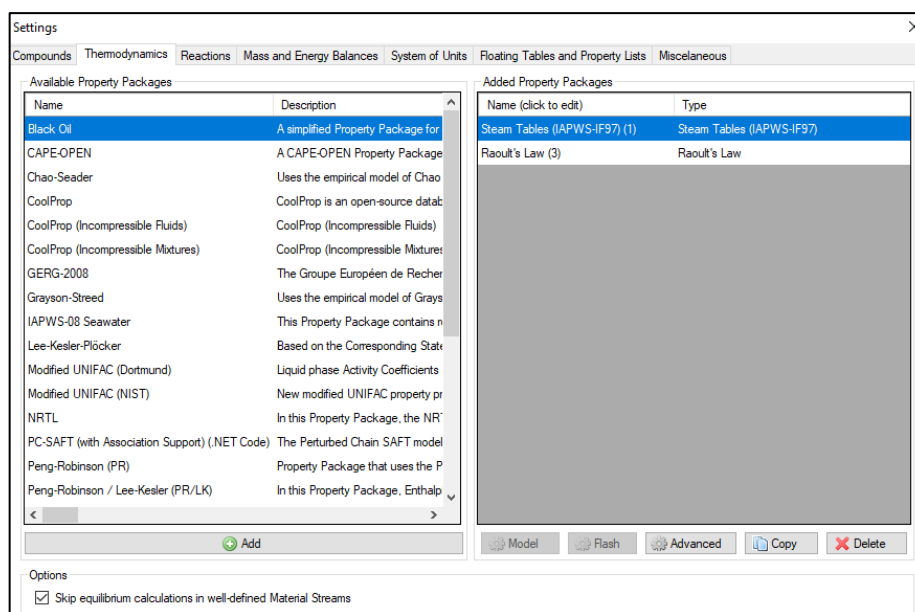 Settings
Compounds Thermodynamics Reactions Mass and Energy Balances System of Units Floating Tables and Property Lists Miscelaneous
Available Property Packages
Name Description
Black Oil A simplified Property Package for
CAPE-OPEN A CAPE-OPEN Property Package
Chao-Seader Uses the empirical model of Chao
CoolProp CoolProp is an open-source datab
CoolProp (Incompressible Fluids) CoolProp (Incompressible Fluids)
CoolProp (Incompressible Mixtures) CoolProp (Incompressible Mixtures
GERG-2008 The Groupe Européen de Recher
Grayson-Streed Uses the empirical model of Grays
IAPWS-08 Seawater This Property Package contains r
Lee-Kesler-Plöcker Based on the Corresponding State
Modified UNIFAC (Dortmund) Liquid phase Activity Coefficients
Modified UNIFAC (NIST) New modified UNIFAC property pr
NRTL In this Property Package, the NRT
PC-SAFT (with Association Support) (.NET Code) The Perturbed Chain SAFT model
Peng-Robinson (PR) Property Package that uses the P
Peng-Robinson / Lee-Kesler (PR/LK) In this Property Package, Enthalp
Add
Added Property Packages
Name (click to edit) Type
Steam Tables (IAPWS-IF97) (1) Steam Tables (IAPWS-IF97)
Raoult's Law (3) Raoult's Law
Model Flash Advanced Copy Delete
Options
Skip equilibrium calculations in well-defined Material Streams